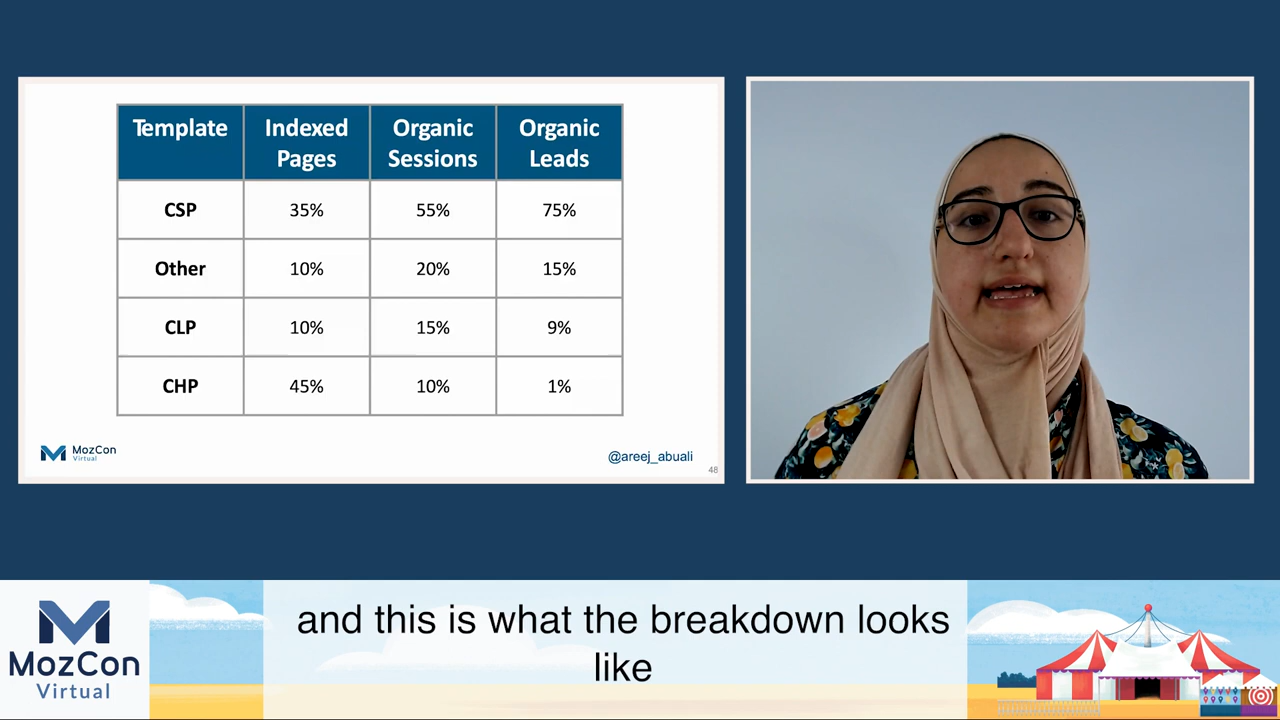 Template Indexed Pages Organic Sessions Organic Leads
CSP 35% 55% 75%
Other 10% 20% 15%
CLP 10% 15% 9%
CHP 45% 10% 1%
MozCon
Virtual
@areej_abuali
48
and this is what the breakdown looks
like
MozCon
Virtual